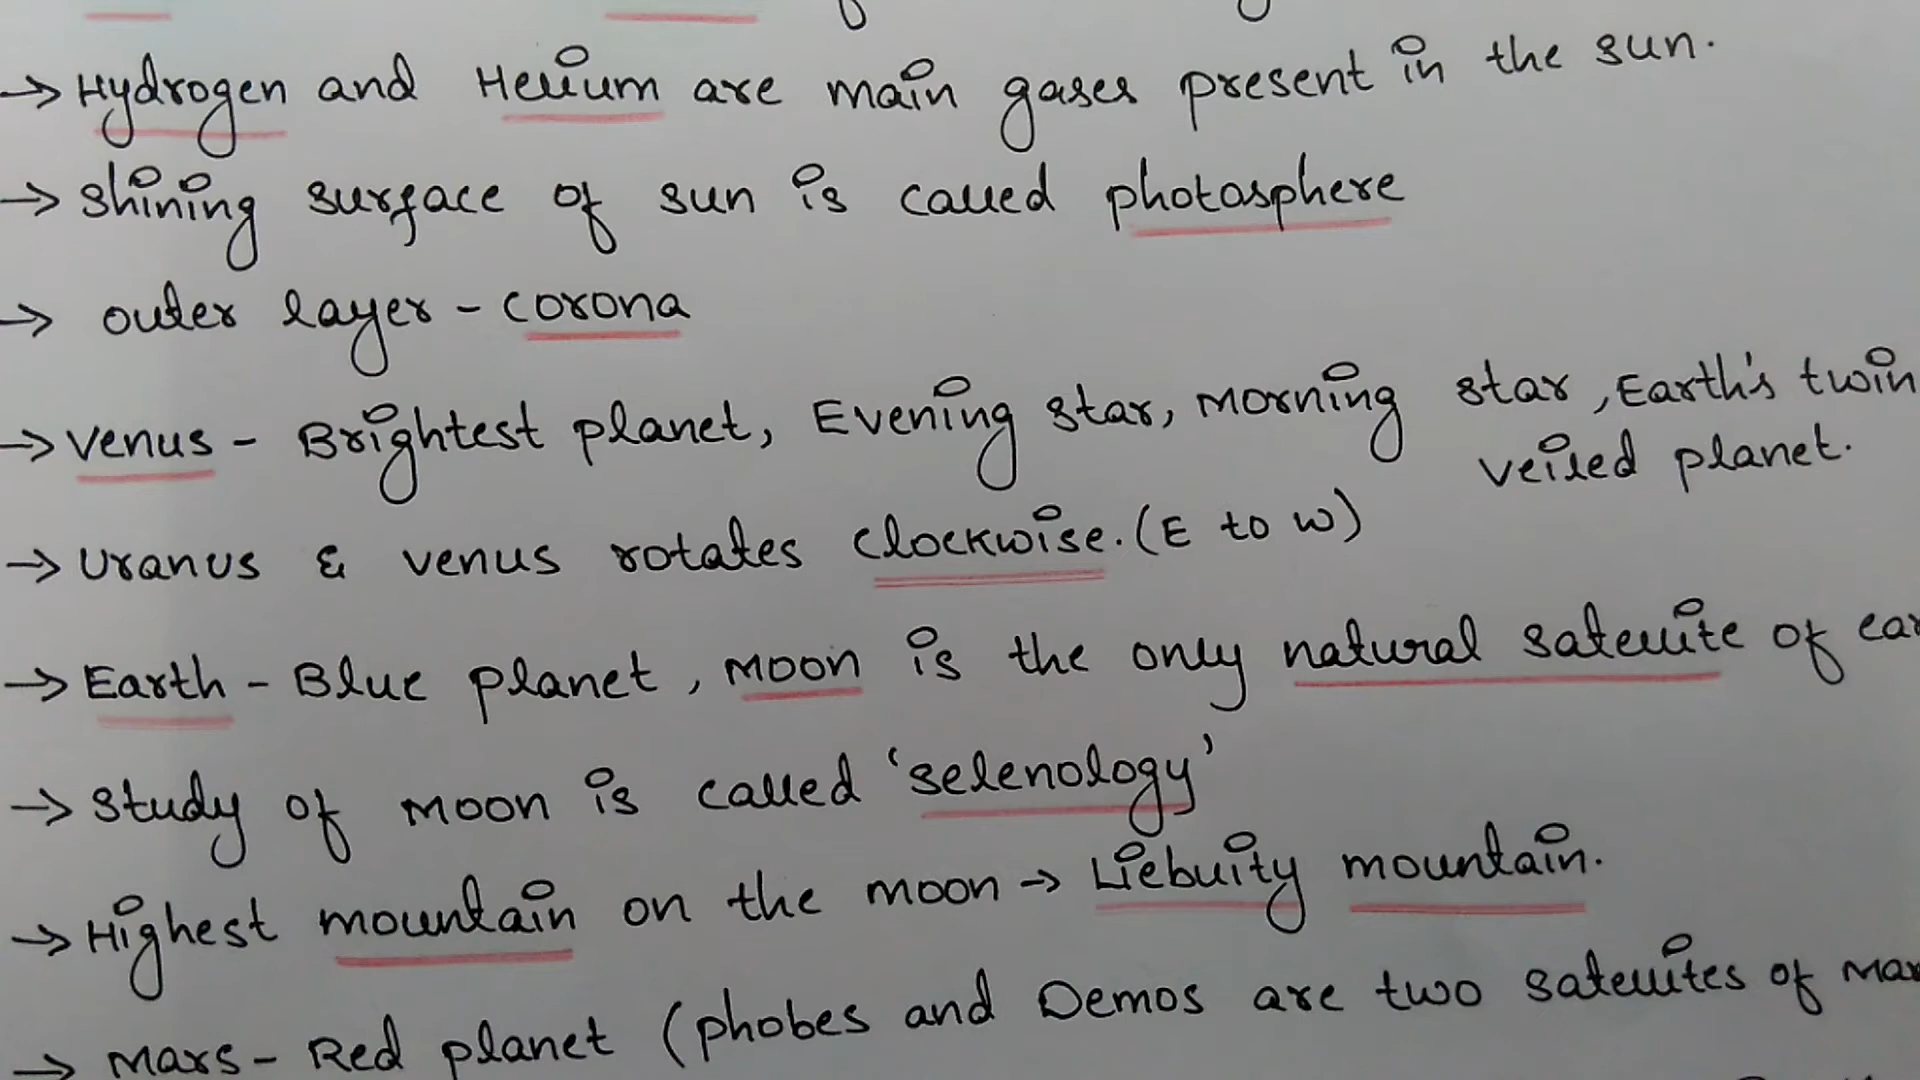 → Hydrogen and Helium are main gases present in the sun.
→ Shining surface of sun is called photosphere
→ outer layer - corona
→ Venus - Brightest planet, Evening star, Morning star, Earth's twin
veiled planet.
→ Uranus & Venus rotates clockwise. (E to W)
→ Earth - Blue planet, Moon is the only natural satellite of ear
→ Study of Moon is called 'selenology'
→ Highest mountain on the moon → Liebuity mountain.
→ Mars - Red planet (phobes and Demos are two satellites of Mar